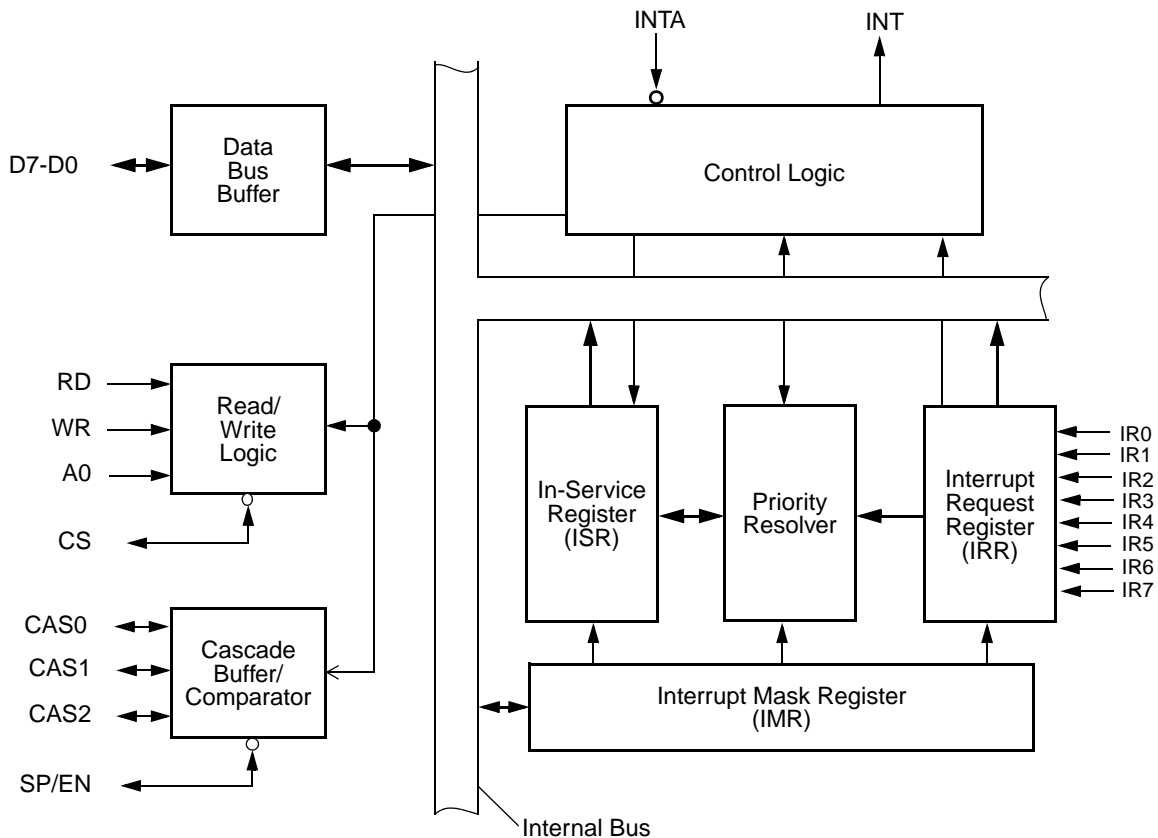 INTA
INT
D7-D0
Data
Bus
Buffer
Control Logic
RD
WR
A0
CS
Read/
Write
Logic
In-Service
Register
(ISR)
Priority
Resolver
Interrupt
Request
Register
(IRR)
IR0
IR1
IR2
IR3
IR4
IR5
IR6
IR7
CAS0
CAS1
CAS2
SP/EN
Cascade
Buffer/
Comparator
Interrupt Mask Register
(IMR)
Internal Bus